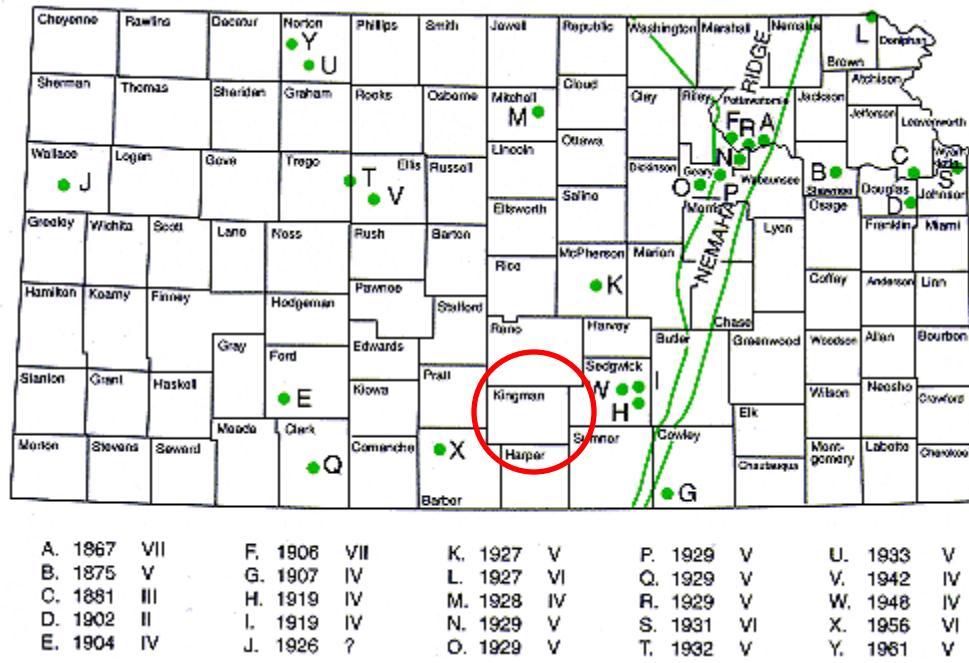 Cheyenne Rawlins Decatur Norton Phillips Smith Jewell Republic Washington Marshall Nemaha
Y
U
L
Doniphan
Brown
Atchison
Sherman Thomas Sheridan Graham Rooks Osborne Mitchell Cloud Clay Riley Pottawatomie Jackson
RIDGE
Jefferson Leavenworth
M
F R A
Ottawa
Lincoln
Wallace Logan Gove Trego Ellis Russell
J
T
V
Dickinson Geary Wabaunsee Shawnee Douglas Johnson
N
O
P
B
C
S
D
Saline
Ellsworth
Morris
Osage
Greeley Wichita Scott Lane Ness Rush Barton
Lyon
Franklin Miami
NEMAHA
Rice McPherson Marion
K
Hamilton Kearny Finney Hodgeman Pawnee Stafford
Coffey Anderson Linn
Chase
Reno Harvey Butler Greenwood Woodson Allen Bourbon
Gray Ford Edwards
Stanton Grant Haskell
E
Kiowa Pratt Kingman Sedgwick
W I
H
Elk
Wilson Neosho Crawford
Meade Clark Comanche
Morton Stevens Seward
Q
X
Barber
Harper Sumner Cowley
G
Chautauqua
Mont-
gomery
Labette Cherokee
A. 1867 VII F. 1906 VII K. 1927 V P. 1929 V U. 1933 V
B. 1875 V G. 1907 IV L. 1927 VI Q. 1929 V V. 1942 IV
C. 1881 III H. 1919 IV M. 1928 IV R. 1929 V W. 1948 IV
D. 1902 II I. 1919 IV N. 1929 V S. 1931 VI X. 1956 VI
E. 1904 IV J. 1926 ? O. 1929 V T. 1932 V Y. 1961 V